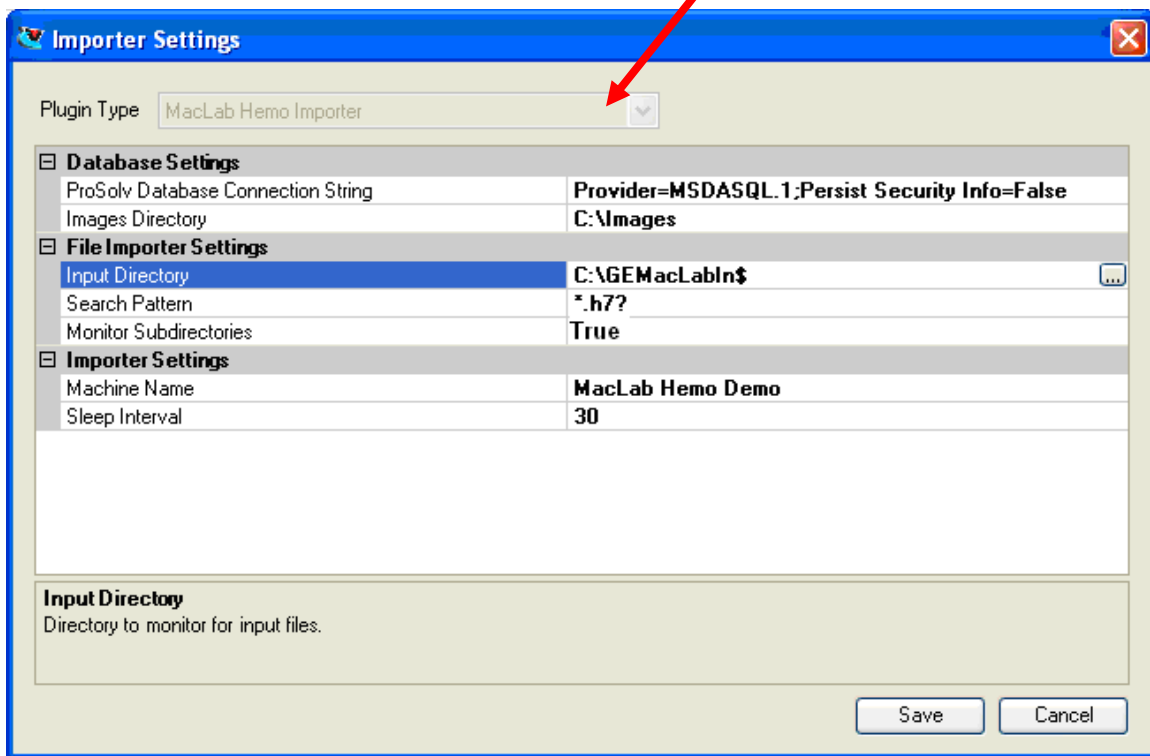 Importer Settings
Plugin Type MacLab Hemo Importer
Database Settings
ProSolv Database Connection String Provider=MSDASQL.1;Persist Security Info=False
Images Directory C:\Images
File Importer Settings
Input Directory C:\GEMacLabIn$ ...
Search Pattern *.h7?
Monitor Subdirectories True
Importer Settings
Machine Name MacLab Hemo Demo
Sleep Interval 30
Input Directory
Directory to monitor for input files.
Save Cancel